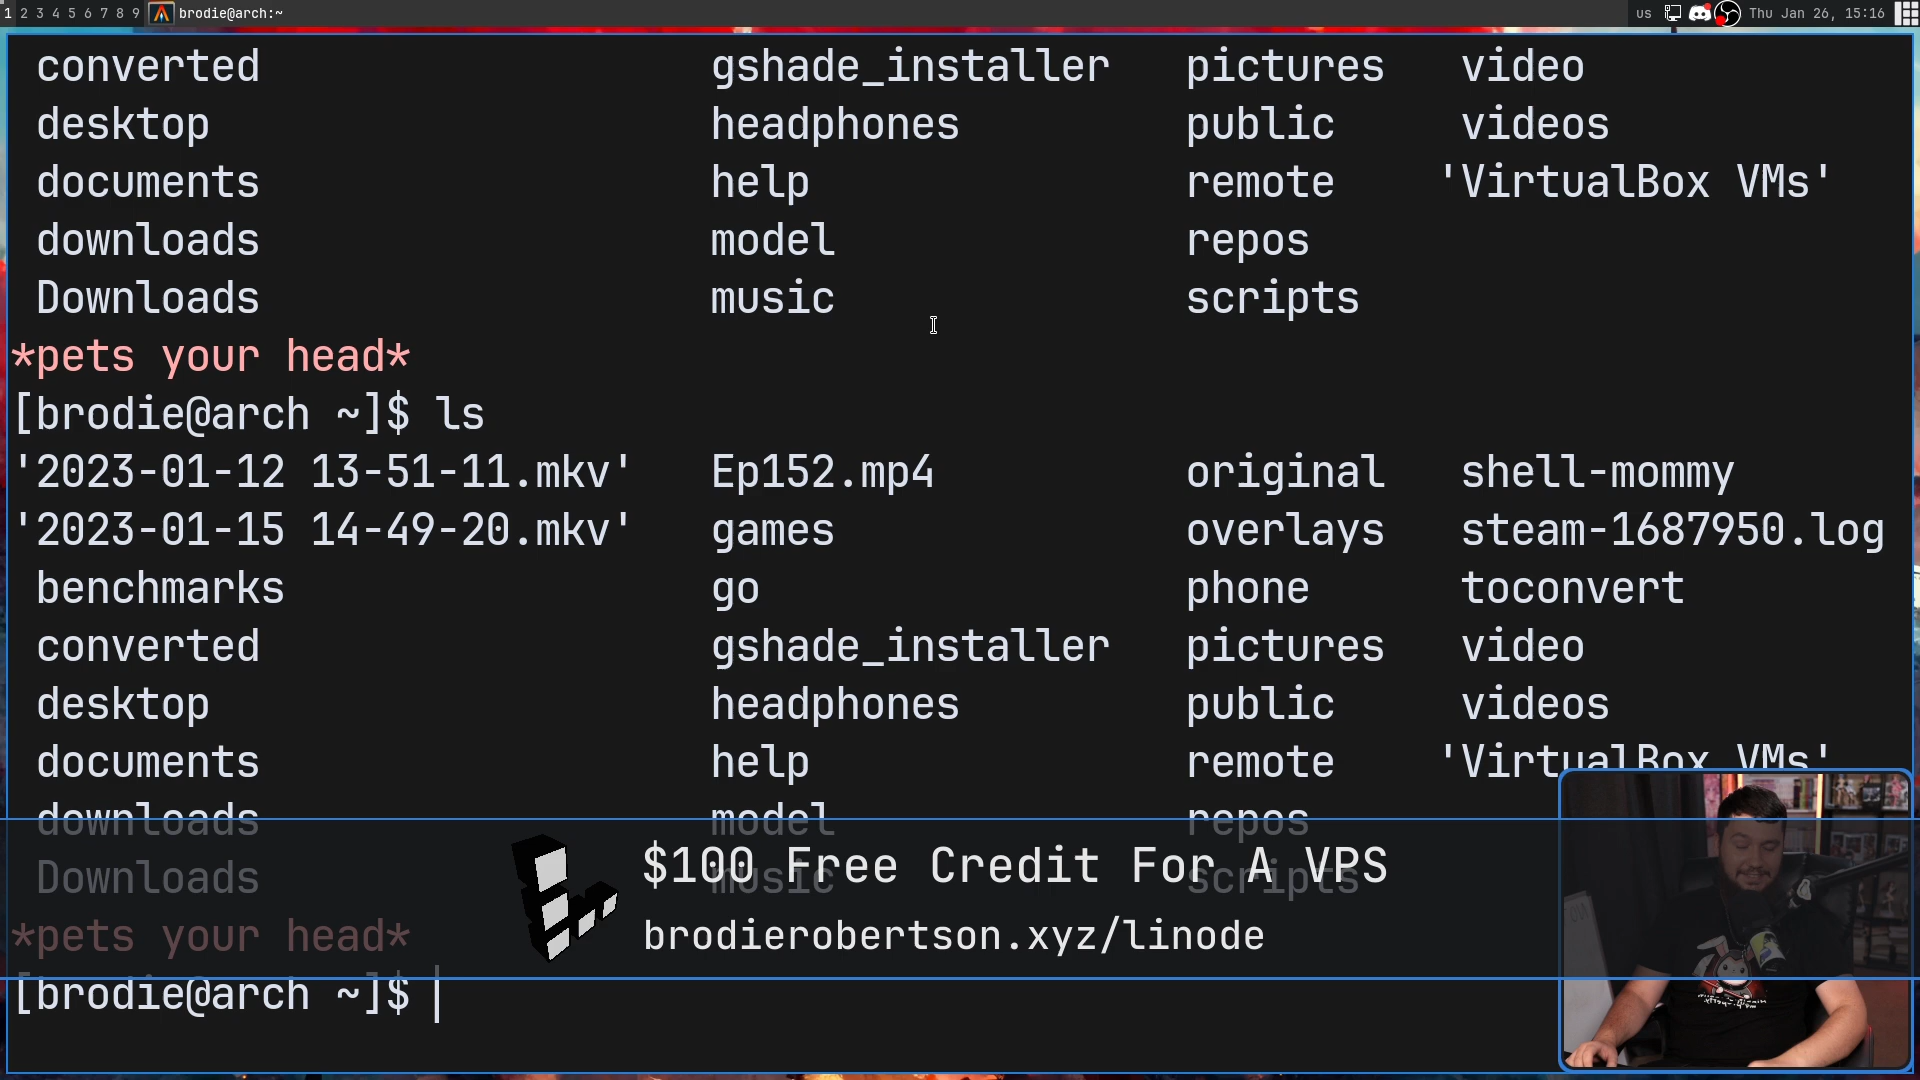 1 2 3 4 5 6 7 8 9 brodie@arch:~ us Thu Jan 26, 15:16
converted gshade_installer pictures video
desktop headphones public videos
documents help remote 'VirtualBox VMs'
downloads model repos
Downloads music scripts
*pets your head*
[brodie@arch ~]$ ls
'2023-01-12 13-51-11.mkv' Ep152.mp4 original shell-mommy
'2023-01-15 14-49-20.mkv' games overlays steam-1687950.log
benchmarks go phone toconvert
converted gshade_installer pictures video
desktop headphones public videos
documents help remote 'VirtualBox VMs'
downloads model repos
Downloads music scripts
$100 Free Credit For A VPS
*pets your head*
brodierobertson.xyz/linode
[brodie@arch ~]$